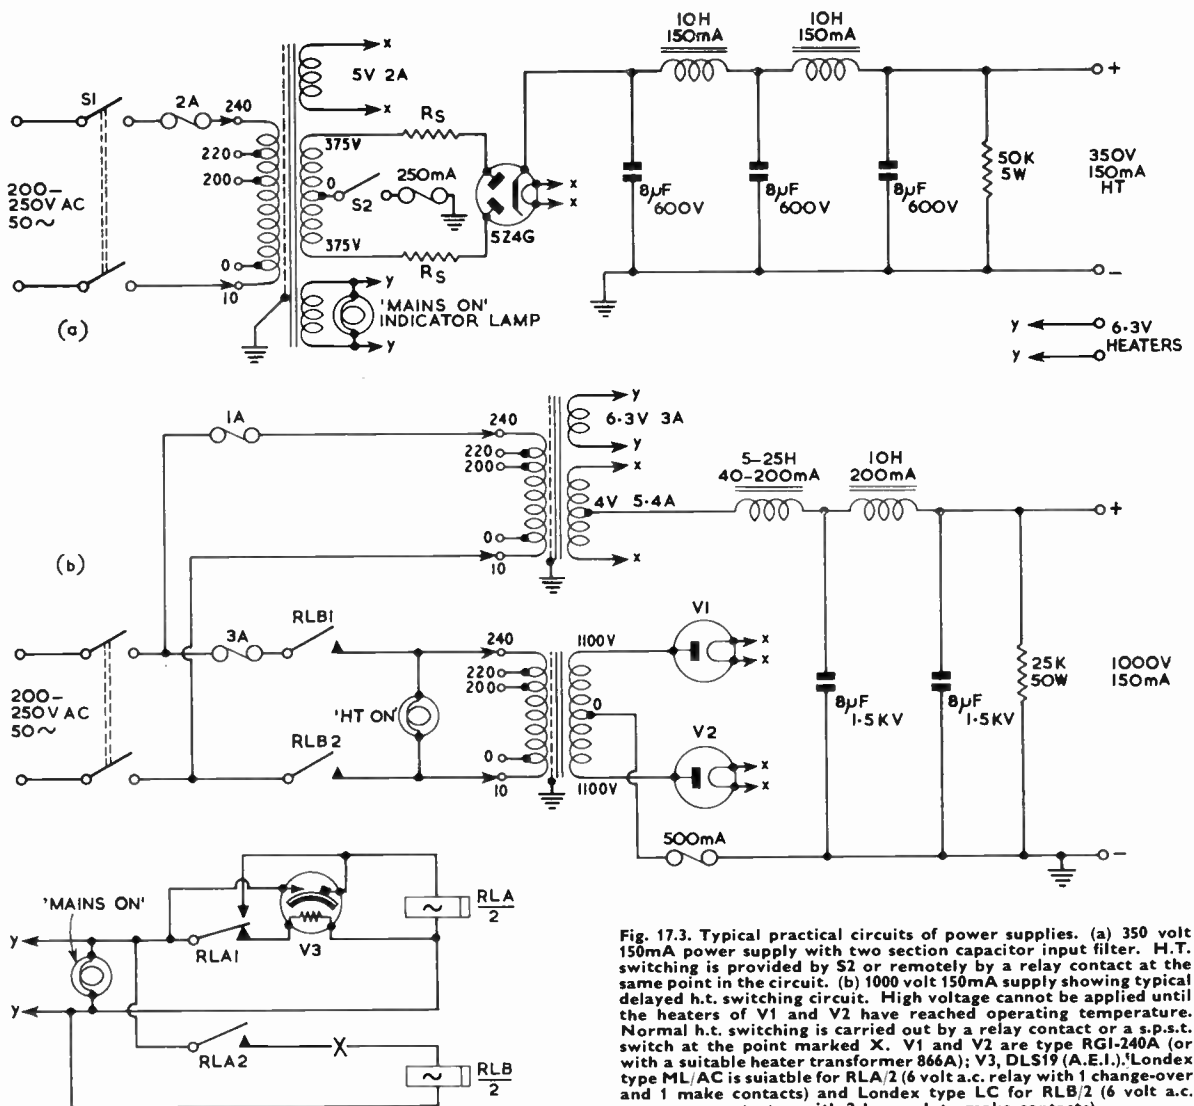 10H
150mA
10H
150mA
5V 2A
x
x
S1
2A
240
220
200
0
10
200–
250V AC
50~
375V
0
375V
RS
RS
S2
250mA
5Z4G
x
x
8µF
600V
8µF
600V
8µF
600V
50K
5W
+
350V
150mA
HT
–
y
'MAINS ON'
INDICATOR LAMP
y
y
y
6·3V
HEATERS
(a)
1A
240
220
200
0
10
y
6·3V 3A
y
x
4V 5·4A
x
5–25H
40–200mA
10H
200mA
+
(b)
RLB1
3A
240
220
200
0
10
200–
250V AC
50~
'HT ON'
RLB2
1100V
0
1100V
V1
x
x
V2
x
x
500mA
8µF
1·5KV
8µF
1·5KV
25K
50W
1000V
150mA
–
'MAINS ON'
y
y
RLA1
V3
RLA
2
~
RLA2
X
RLB
2
~
Fig. 17.3. Typical practical circuits of power supplies. (a) 350 volt
150mA power supply with two section capacitor input filter. H.T.
switching is provided by S2 or remotely by a relay contact at the
same point in the circuit. (b) 1000 volt 150mA supply showing typical
delayed h.t. switching circuit. High voltage cannot be applied until
the heaters of V1 and V2 have reached operating temperature.
Normal h.t. switching is carried out by a relay contact or a s.p.s.t.
switch at the point marked X. V1 and V2 are type RG1-240A (or
with a suitable heater transformer 866A); V3, DLS19 (A.E.I.). Londex
type ML/AC is suiatble for RLA/2 (6 volt a.c. relay with 1 change-over
and 1 make contacts) and Londex type LC for RLB/2 (6 volt a.c.